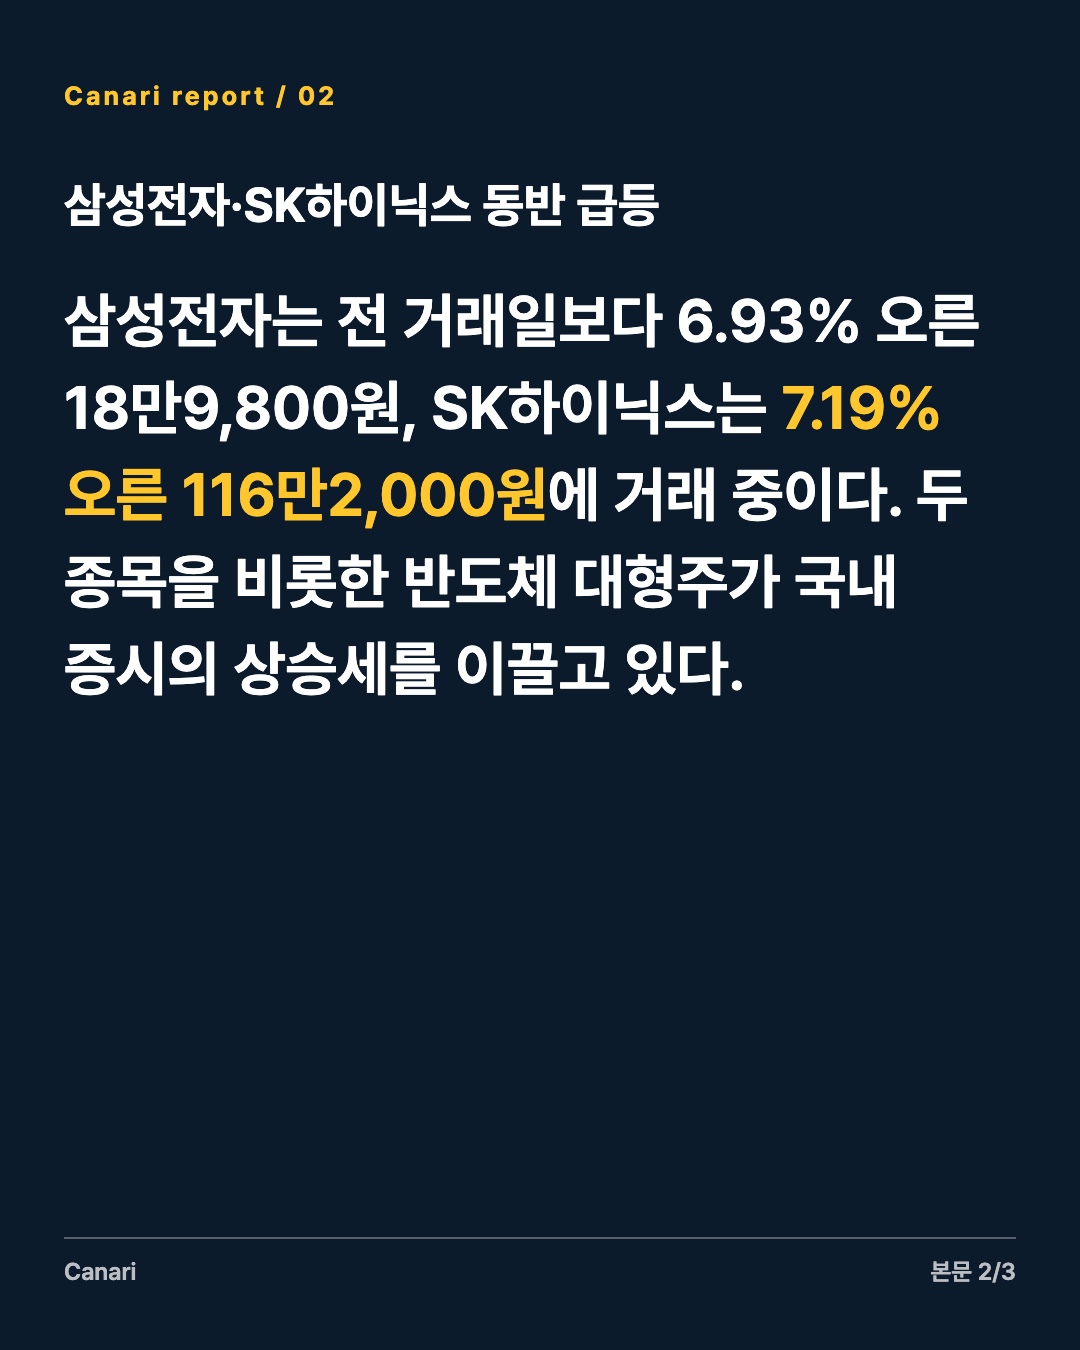 Canari report / 02
삼성전자·SK하이닉스 동반 급등
삼성전자는 전 거래일보다 6.93% 오른
18만9,800원, SK하이닉스는 7.19%
오른 116만2,000원에 거래 중이다. 두
종목을 비롯한 반도체 대형주가 국내
증시의 상승세를 이끌고 있다.
Canari
본문 2/3